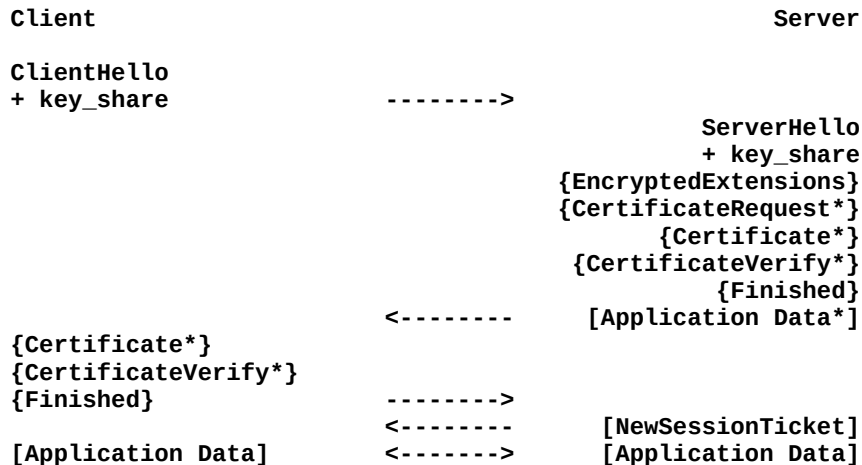 Client                                               Server

ClientHello
+ key_share             -------->
                                                ServerHello
                                                + key_share
                                      {EncryptedExtensions}
                                      {CertificateRequest*}
                                             {Certificate*}
                                       {CertificateVerify*}
                                                 {Finished}
                        <--------       [Application Data*]
{Certificate*}
{CertificateVerify*}
{Finished}              -------->
                        <--------        [NewSessionTicket]
[Application Data]      <------->        [Application Data]